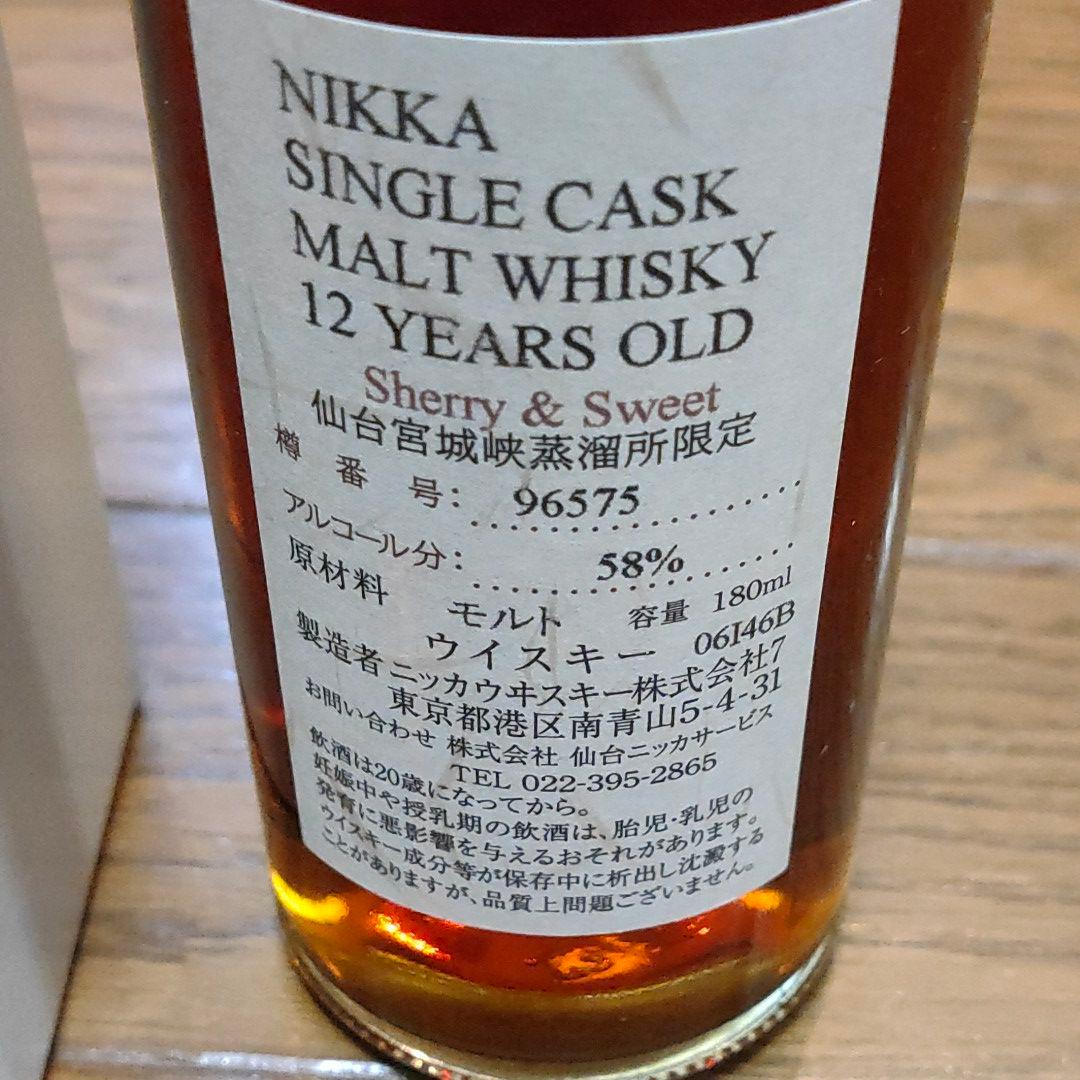 NIKKA
SINGLE CASK
MALT WHISKY
12 YEARS OLD
Sherry & Sweet
仙台宮城峡蒸溜所限定
樽番号： 96575
アルコール分： 58%
原材料 モルト 容量 180ml
ウイスキー 06I46B
製造者 ニッカウヰスキー株式会社7
東京都港区南青山5-4-31
お問い合わせ 株式会社 仙台ニッカサービス
TEL 022-395-2865
飲酒は20歳になってから。
妊娠中や授乳期の飲酒は、胎児・乳児の
発育に悪影響を与えるおそれがあります。
ウイスキー成分等が保存中に析出し沈澱する
ことがありますが、品質上問題ございません。